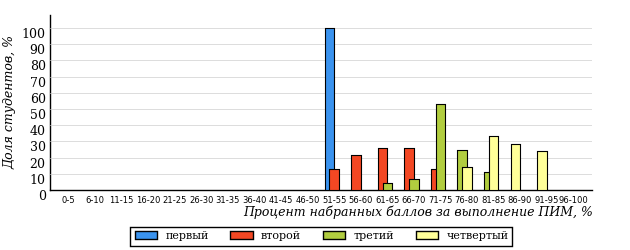 Доля студентов, %
100
90
80
70
60
50
40
30
20
10
0
0-5 6-10 11-15 16-20 21-25 26-30 31-35 36-40 41-45 46-50 51-55 56-60 61-65 66-70 71-75 76-80 81-85 86-90 91-95 96-100
Процент набранных баллов за выполнение ПИМ, %
первый второй третий четвертый